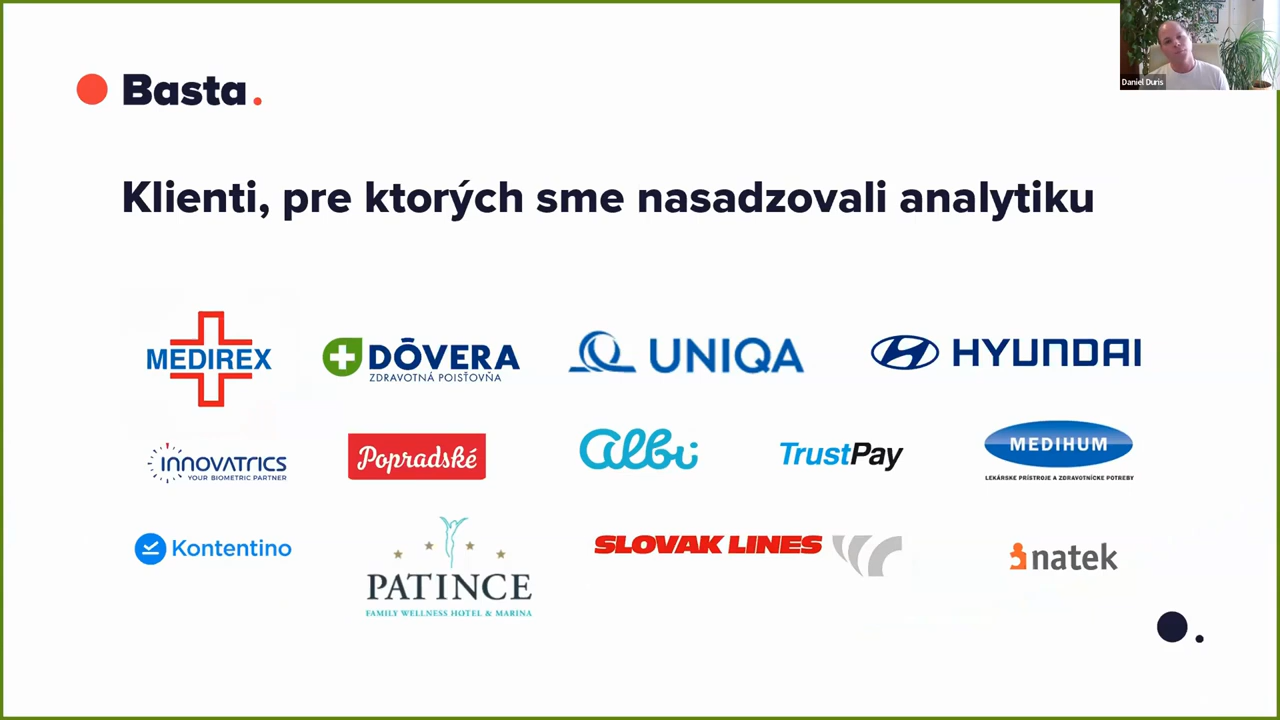 Daniel Duris
Basta.
Klienti, pre ktorých sme nasadzovali analytiku
MEDIREX
DÔVERA
ZDRAVOTNÁ POISŤOVŇA
UNIQA
HYUNDAI
INNOVATRICS
YOUR BIOMETRIC PARTNER
Popradské
albi
TrustPay
MEDIHUM
LEKÁRSKE PRÍSTROJE A ZDRAVOTNÍCKE POTREBY
Kontentino
PATINCE
FAMILY WELLNESS HOTEL & MARINA
SLOVAK LINES
natek